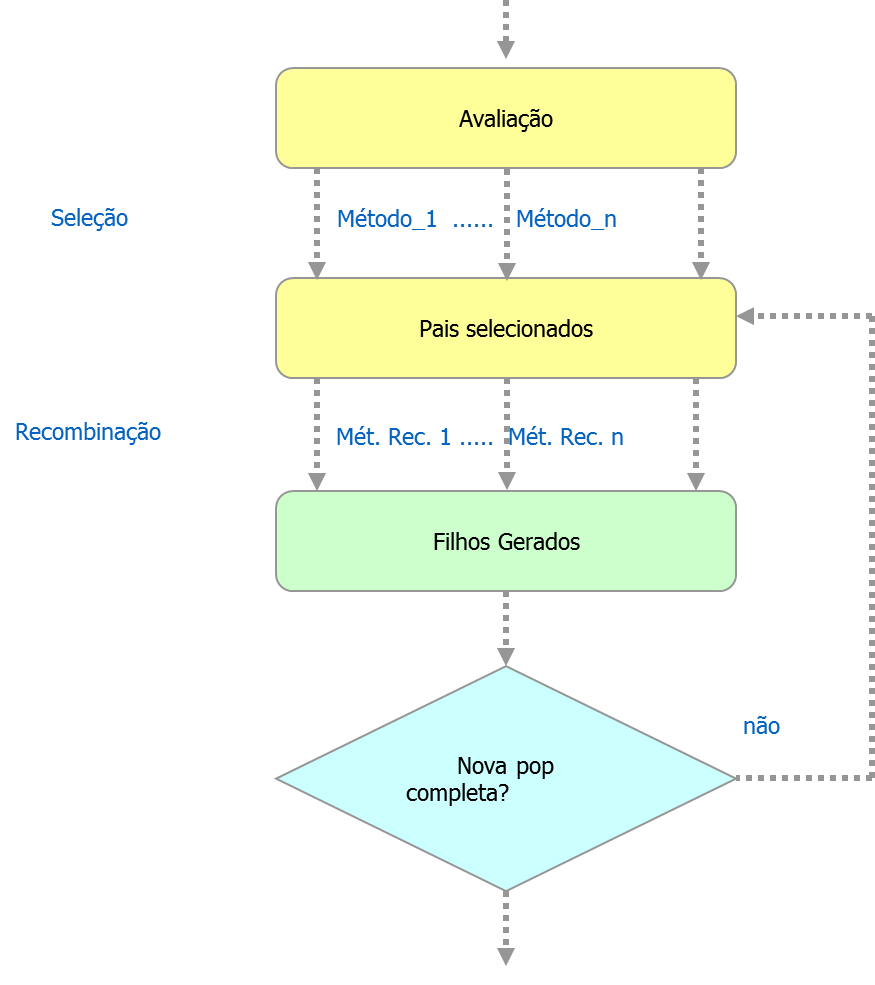 Avaliação
Seleção
Método_1 ...... Método_n
Pais selecionados
Recombinação
Mét. Rec. 1 ..... Mét. Rec. n
Filhos Gerados
não
Nova pop
completa?